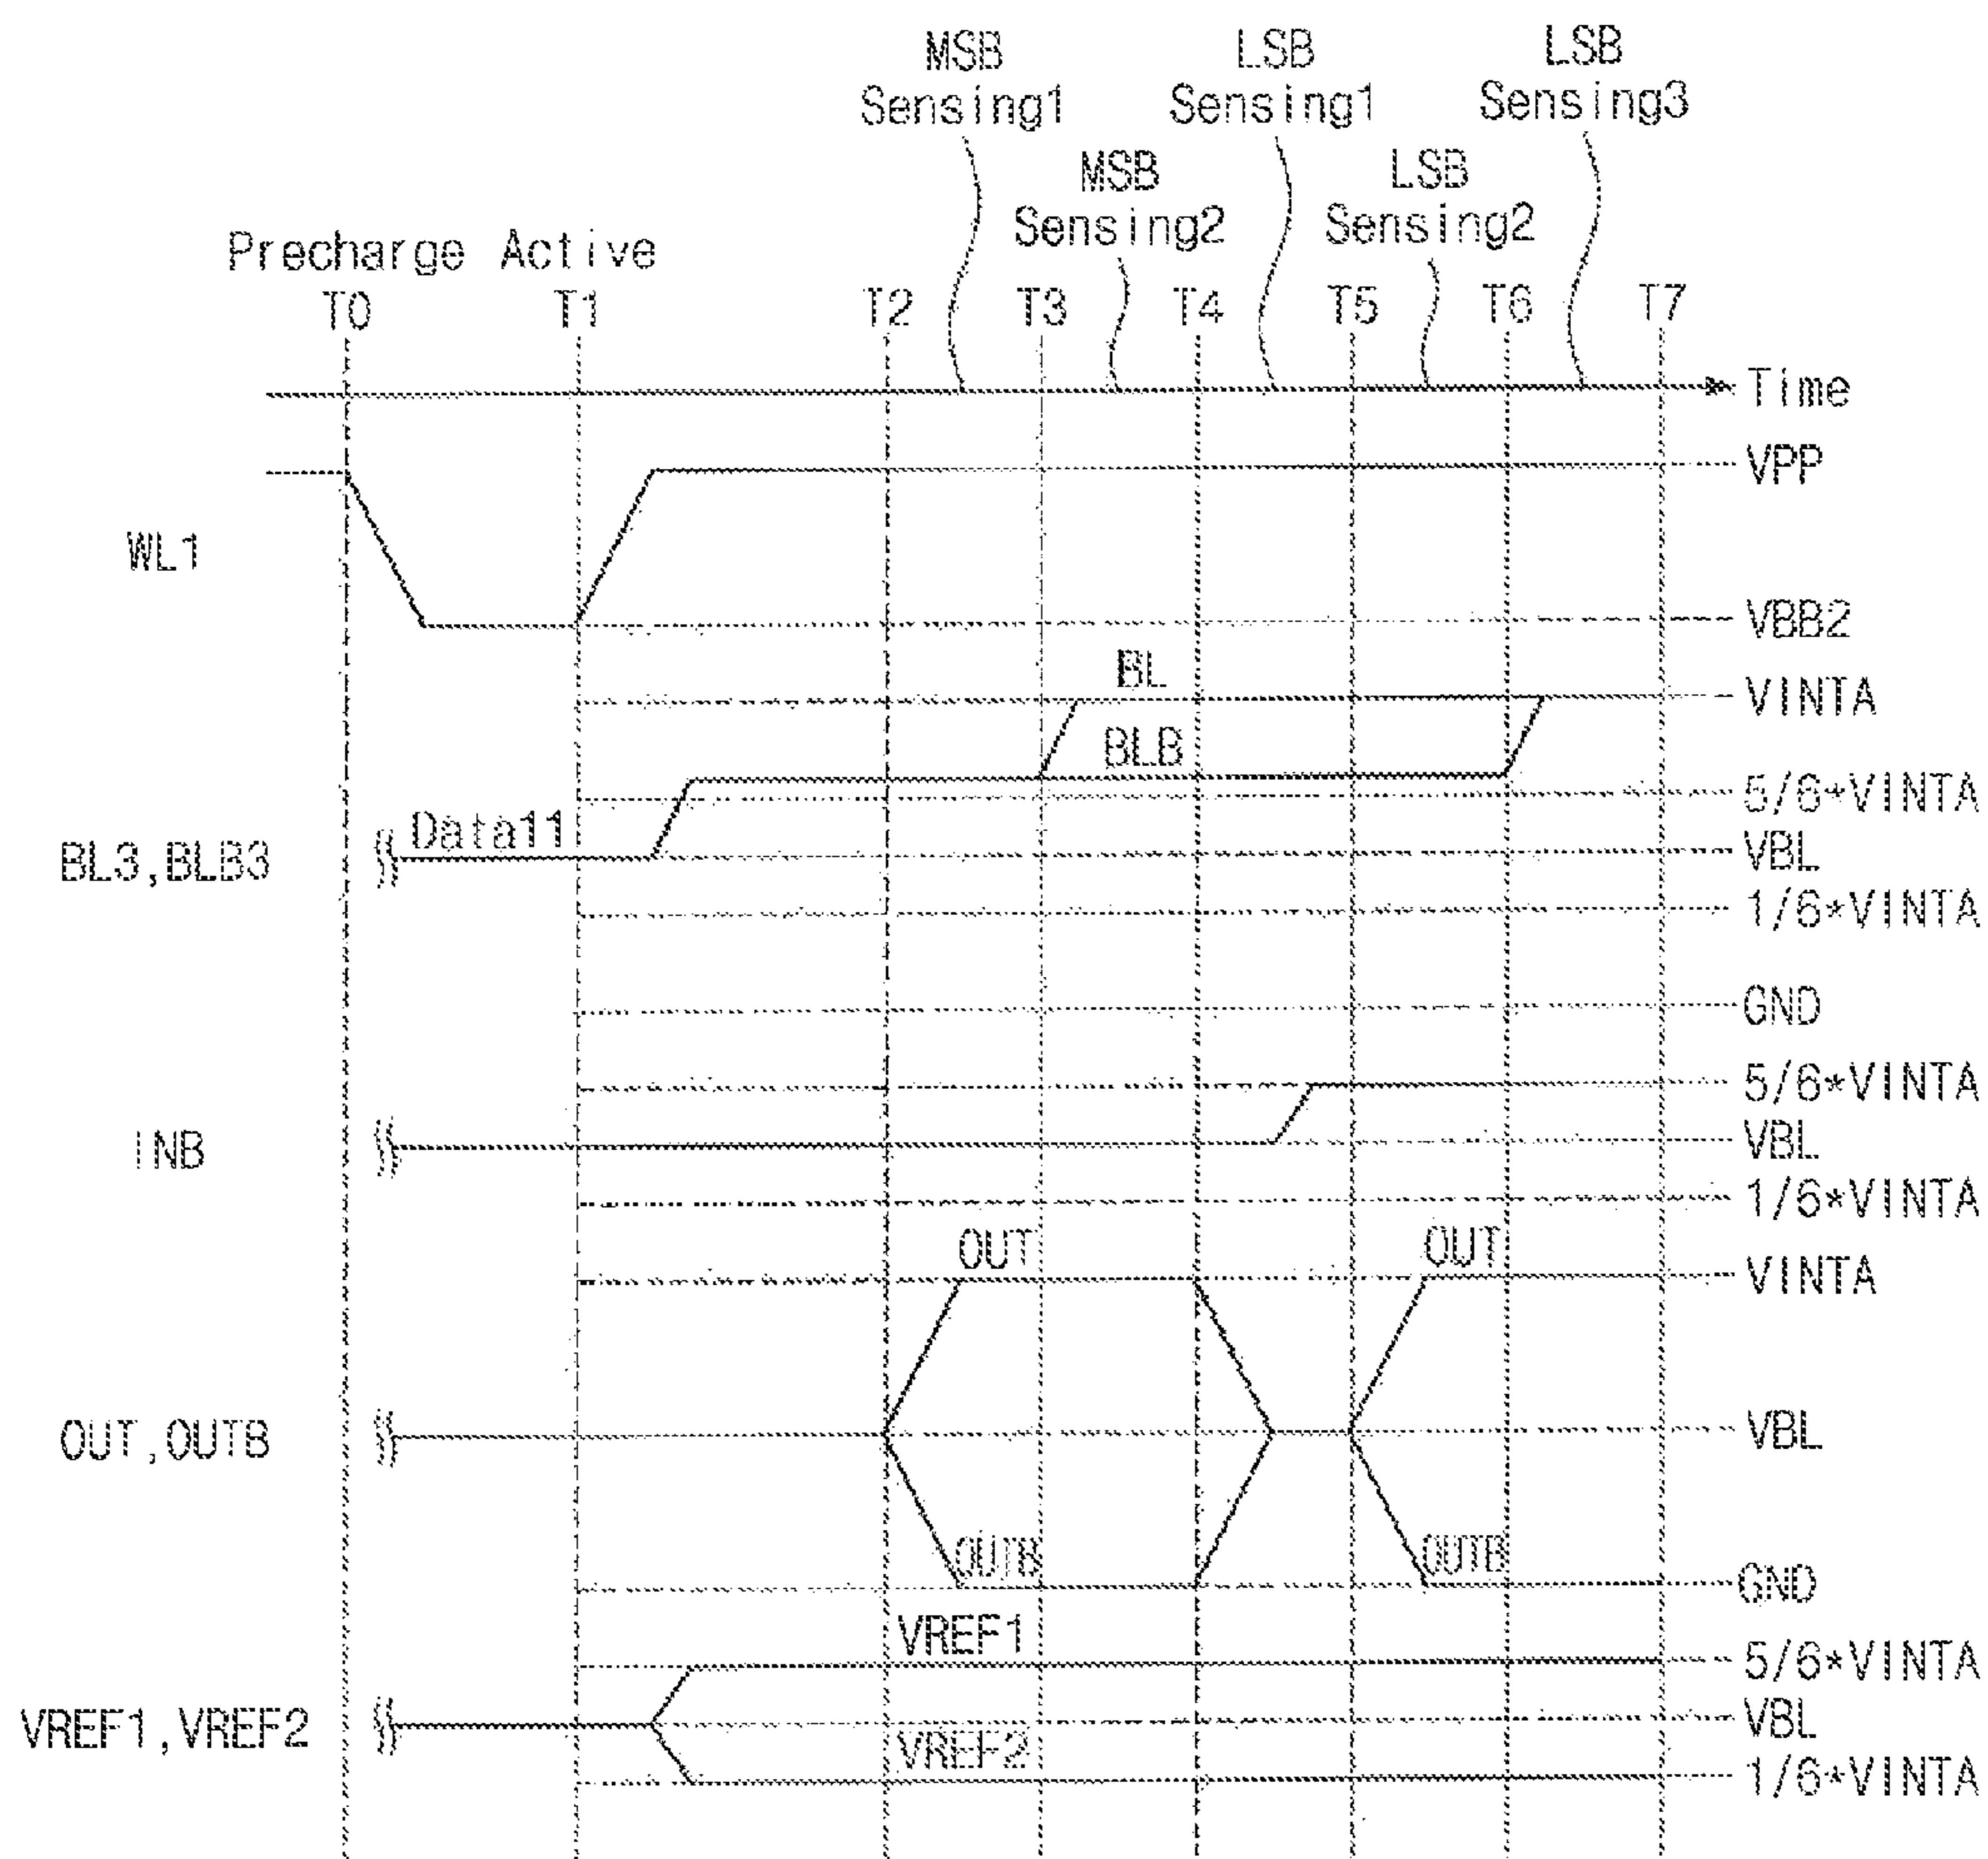 MSB
Sensing1
LSB
Sensing1
LSB
Sensing3
MSB
Sensing2
LSB
Sensing2
Precharge Active
T0 T1 T2 T3 T4 T5 T6 T7
Time
VPP
WL1
VBB2
BL
VINTA
BLB
5/6*VINTA
Data11
BL3,BLB3
VBL
1/6*VINTA
GND
5/6*VINTA
INB
VBL
1/6*VINTA
OUT OUT
VINTA
OUT,OUTB
VBL
OUTB OUTB
GND
VREF1
5/6*VINTA
VREF1,VREF2
VBL
VREF2
1/6*VINTA